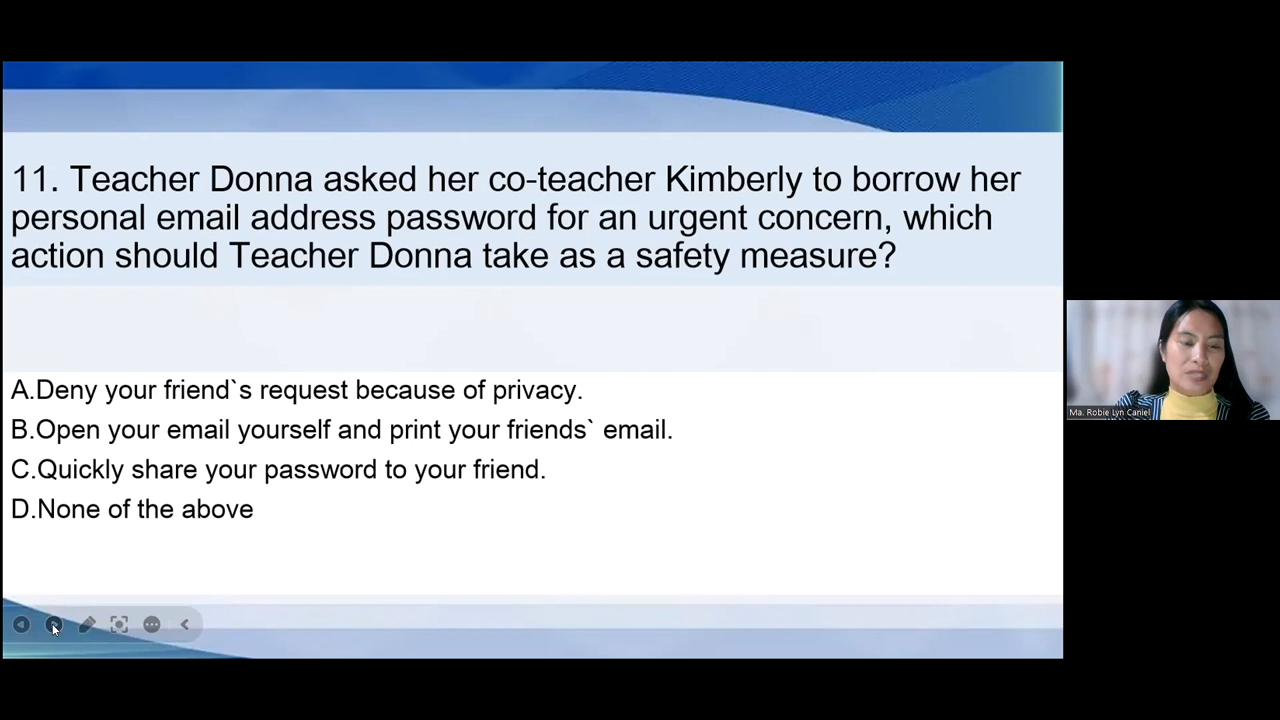 11. Teacher Donna asked her co-teacher Kimberly to borrow her
personal email address password for an urgent concern, which
action should Teacher Donna take as a safety measure?
A.Deny your friend`s request because of privacy.
B.Open your email yourself and print your friends` email.
C.Quickly share your password to your friend.
D.None of the above
Ma. Robie Lyn Caniel